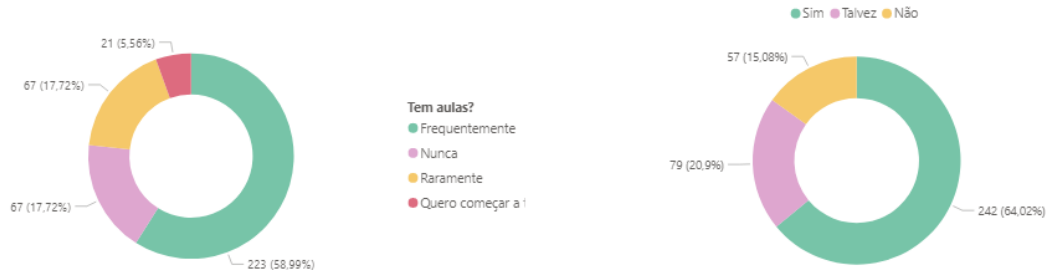 21 (5,56%)
67 (17,72%)
67 (17,72%)
223 (58,99%)
Tem aulas?
Frequentemente
Nunca
Raramente
Quero começar a
Sim Talvez Não
57 (15,08%)
79 (20,9%)
242 (64,02%)